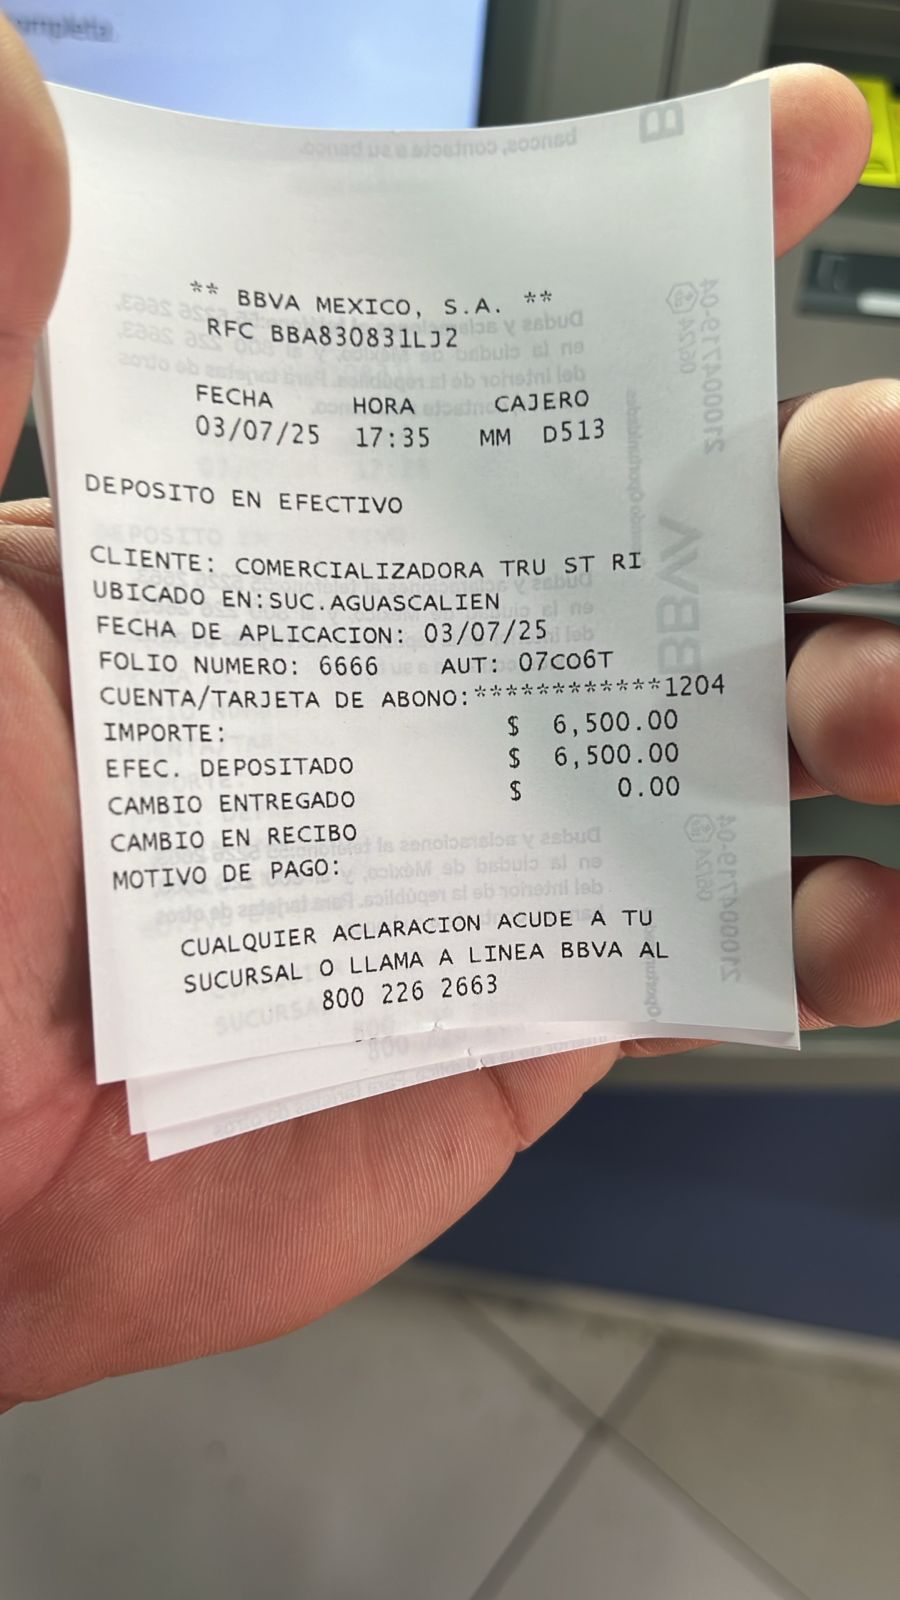 ** BBVA MEXICO, S.A. **
RFC BBA830831LJ2
FECHA HORA CAJERO
03/07/25 17:35 MM D513
DEPOSITO EN EFECTIVO
CLIENTE: COMERCIALIZADORA TRU ST RI
UBICADO EN:SUC.AGUASCALIEN
FECHA DE APLICACION: 03/07/25
FOLIO NUMERO: 6666 AUT: 07CO6T
CUENTA/TARJETA DE ABONO:************1204
IMPORTE: $ 6,500.00
EFEC. DEPOSITADO $ 6,500.00
CAMBIO ENTREGADO $ 0.00
CAMBIO EN RECIBO
MOTIVO DE PAGO:
CUALQUIER ACLARACION ACUDE A TU
SUCURSAL O LLAMA A LINEA BBVA AL
800 226 2663